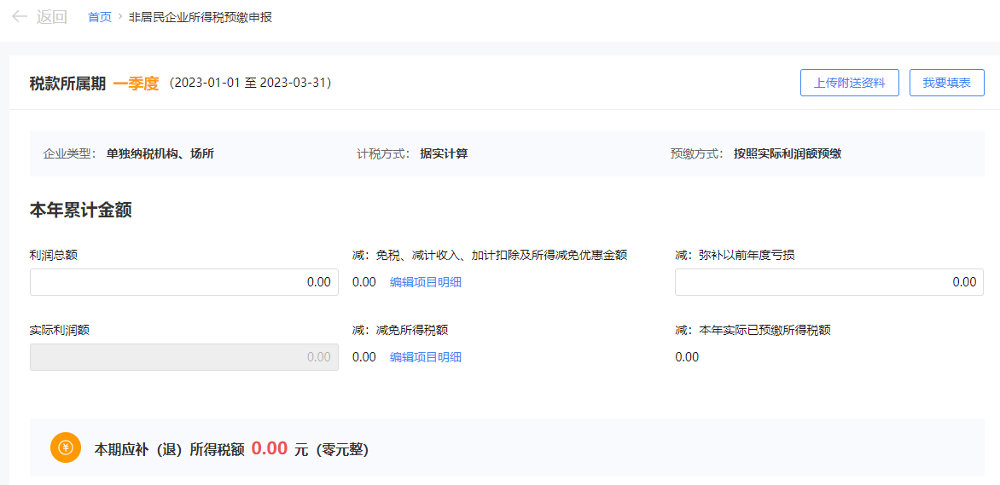 返回 首页 > 非居民企业所得税预缴申报
税款所属期 一季度 (2023-01-01 至 2023-03-31) 上传附送资料 我要填表
企业类型： 单独纳税机构、场所 计税方式： 据实计算 预缴方式： 按照实际利润额预缴
本年累计金额
利润总额 减：免税、减计收入、加计扣除及所得减免优惠金额 减：弥补以前年度亏损
0.00 0.00 编辑项目明细 0.00
实际利润额 减：减免所得税额 减：本年实际已预缴所得税额
0.00 0.00 编辑项目明细 0.00
¥ 本期应补（退）所得税额 0.00 元（零元整）